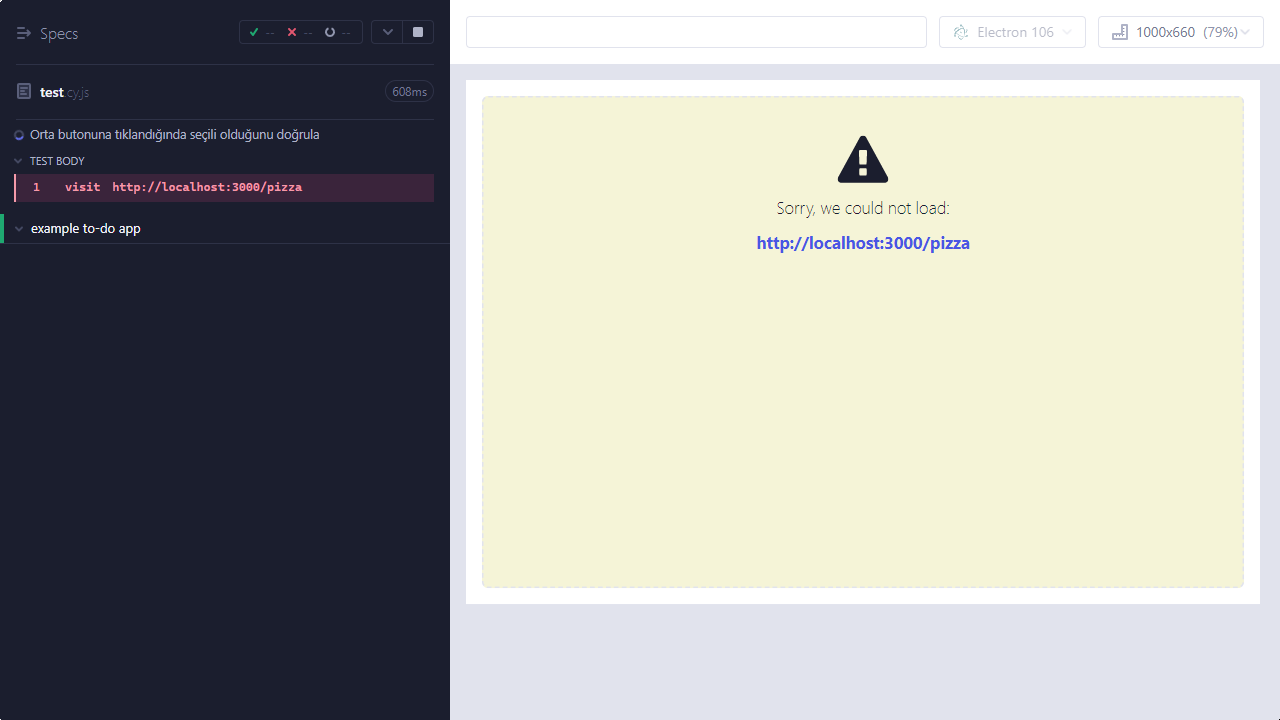 Specs
-- -- --
test.cy.js
608ms
Orta butonuna tıklandığında seçili olduğunu doğrula
TEST BODY
1 visit http://localhost:3000/pizza
example to-do app
Electron 106
1000x660 (79%)
Sorry, we could not load:
http://localhost:3000/pizza